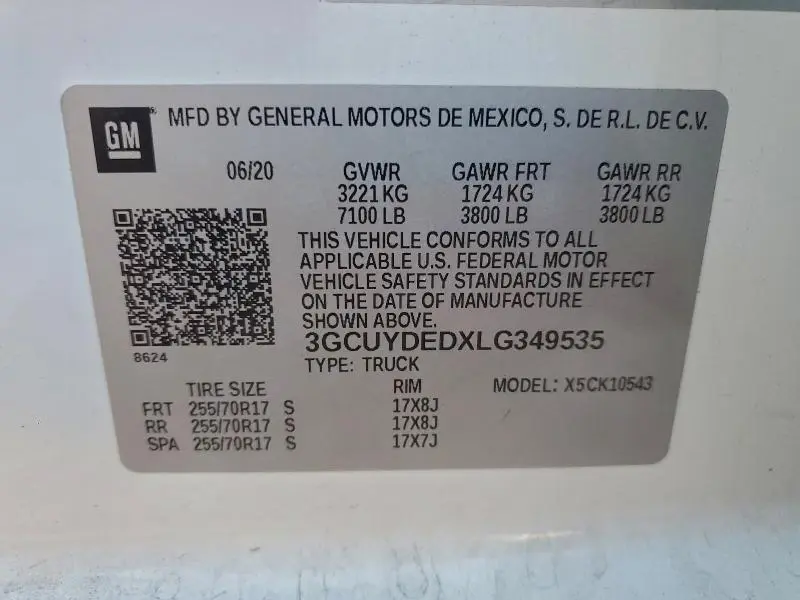 GM
MFD BY GENERAL MOTORS DE MEXICO, S. DE R.L. DE C.V.
06/20 GVWR GAWR FRT GAWR RR
3221 KG 1724 KG 1724 KG
7100 LB 3800 LB 3800 LB
THIS VEHICLE CONFORMS TO ALL
APPLICABLE U.S. FEDERAL MOTOR
VEHICLE SAFETY STANDARDS IN EFFECT
ON THE DATE OF MANUFACTURE
SHOWN ABOVE.
3GCUYDEDXLG349535
8624
TYPE: TRUCK
TIRE SIZE RIM MODEL: X5CK10543
FRT 255/70R17 S 17X8J
RR 255/70R17 S 17X8J
SPA 255/70R17 S 17X7J